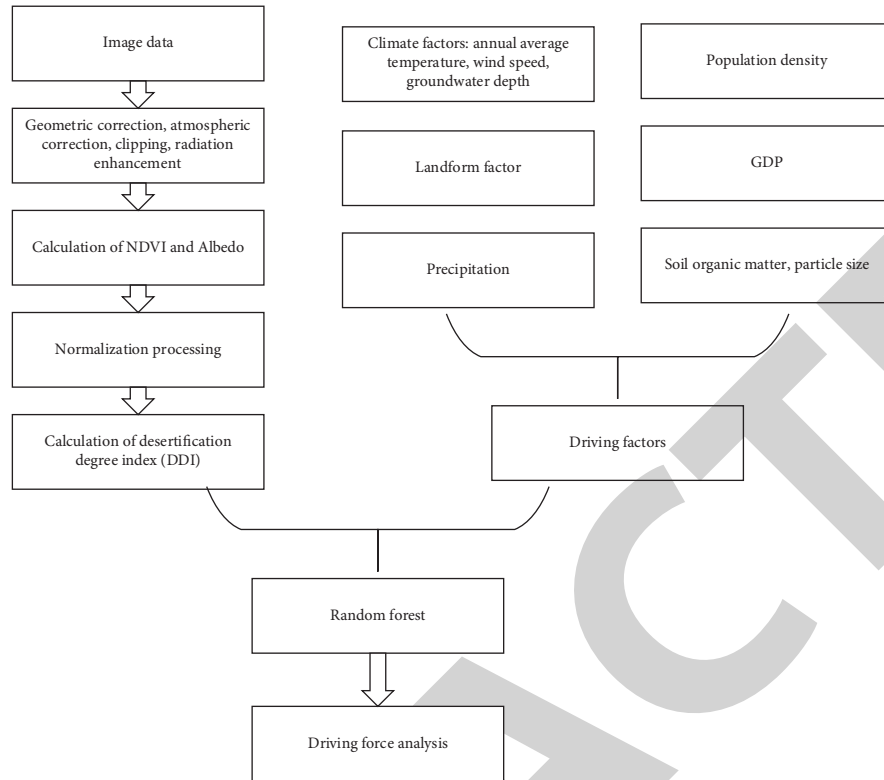 Image data
Geometric correction, atmospheric
correction, clipping, radiation
enhancement
Calculation of NDVI and Albedo
Normalization processing
Calculation of desertification
degree index (DDI)
Climate factors: annual average
temperature, wind speed,
groundwater depth
Population density
Landform factor
GDP
Precipitation
Soil organic matter, particle size
Driving factors
Random forest
Driving force analysis
ACT